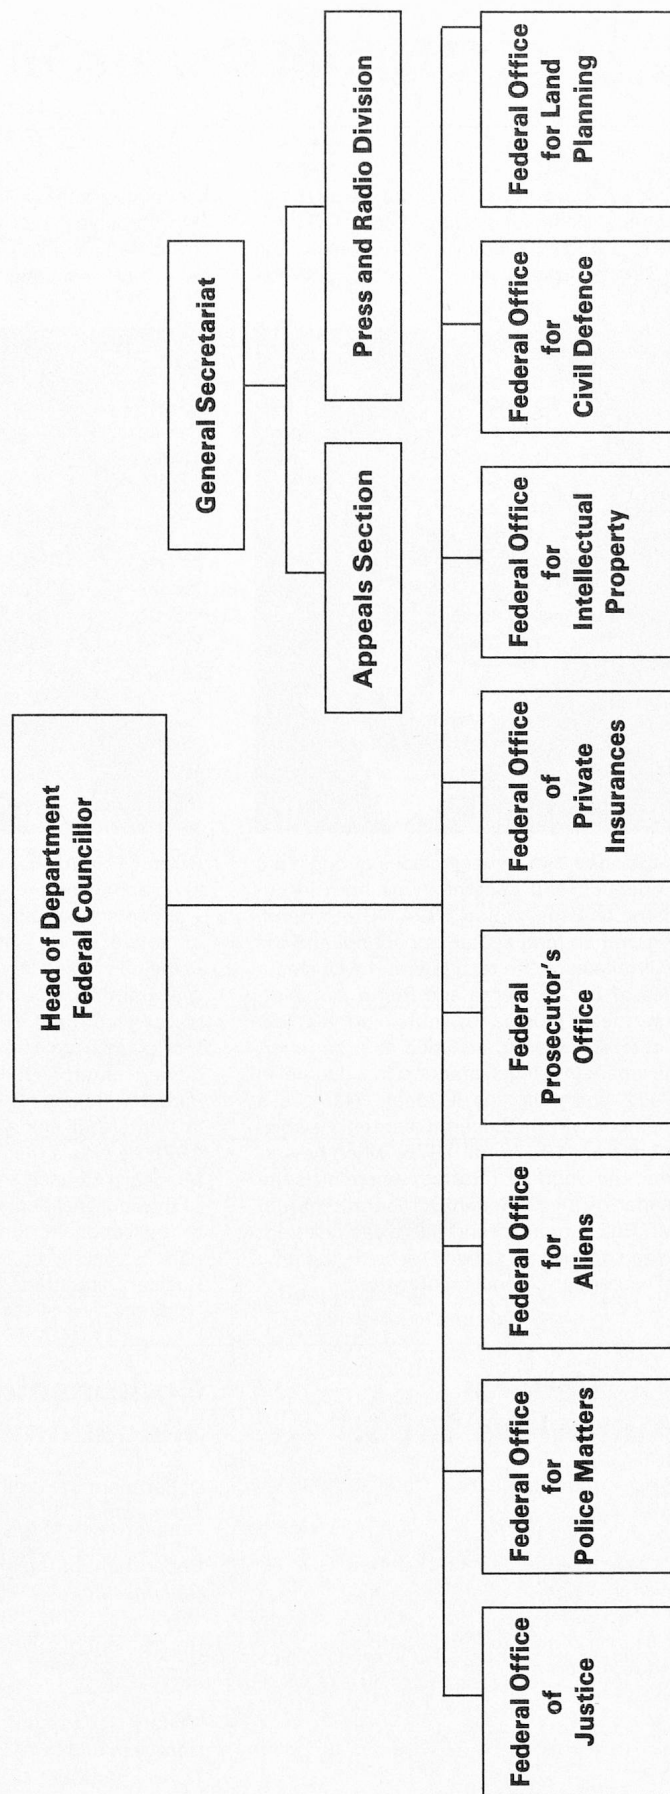 Head of Department
Federal Councillor
General Secretariat
Appeals Section
Press and Radio Division
Federal Office
of
Justice
Federal Office
for
Police Matters
Federal Office
for
Aliens
Federal
Prosecutor's
Office
Federal Office
of
Private
Insurances
Federal Office
for
Intellectual
Property
Federal Office
for
Civil Defence
Federal Office
for Land
Planning